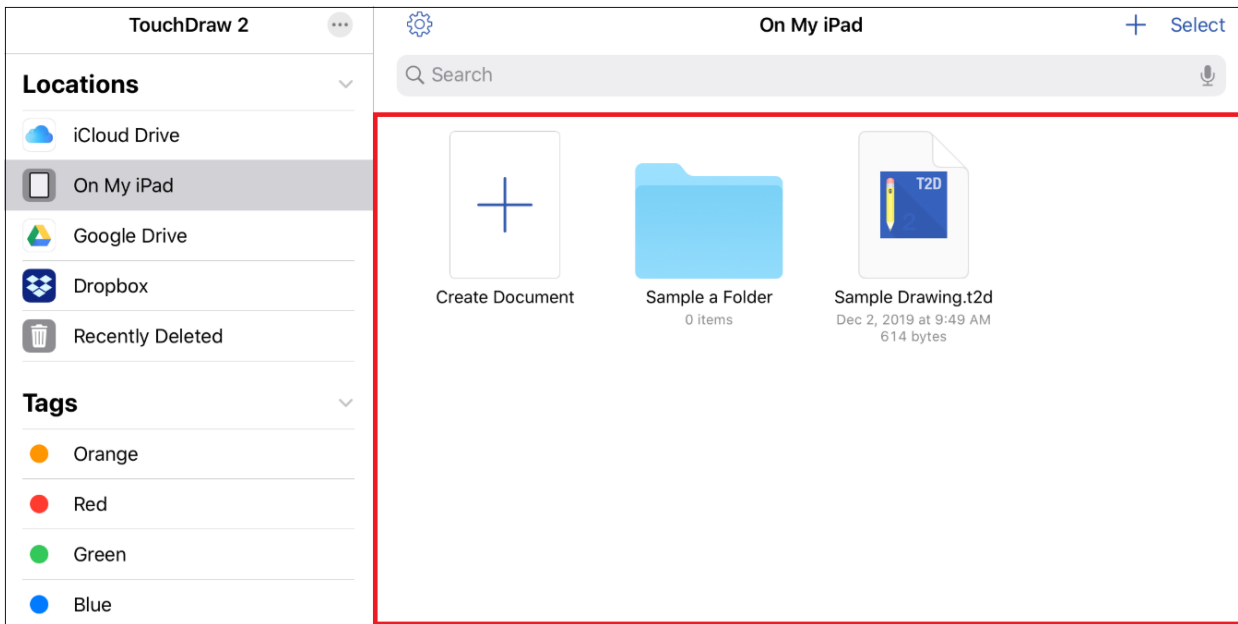 TouchDraw 2
Locations
iCloud Drive
On My iPad
Google Drive
Dropbox
Recently Deleted
Tags
Orange
Red
Green
Blue
On My iPad
Select
Search
T2D
2
Create Document
Sample a Folder
0 items
Sample Drawing.t2d
Dec 2, 2019 at 9:49 AM
614 bytes